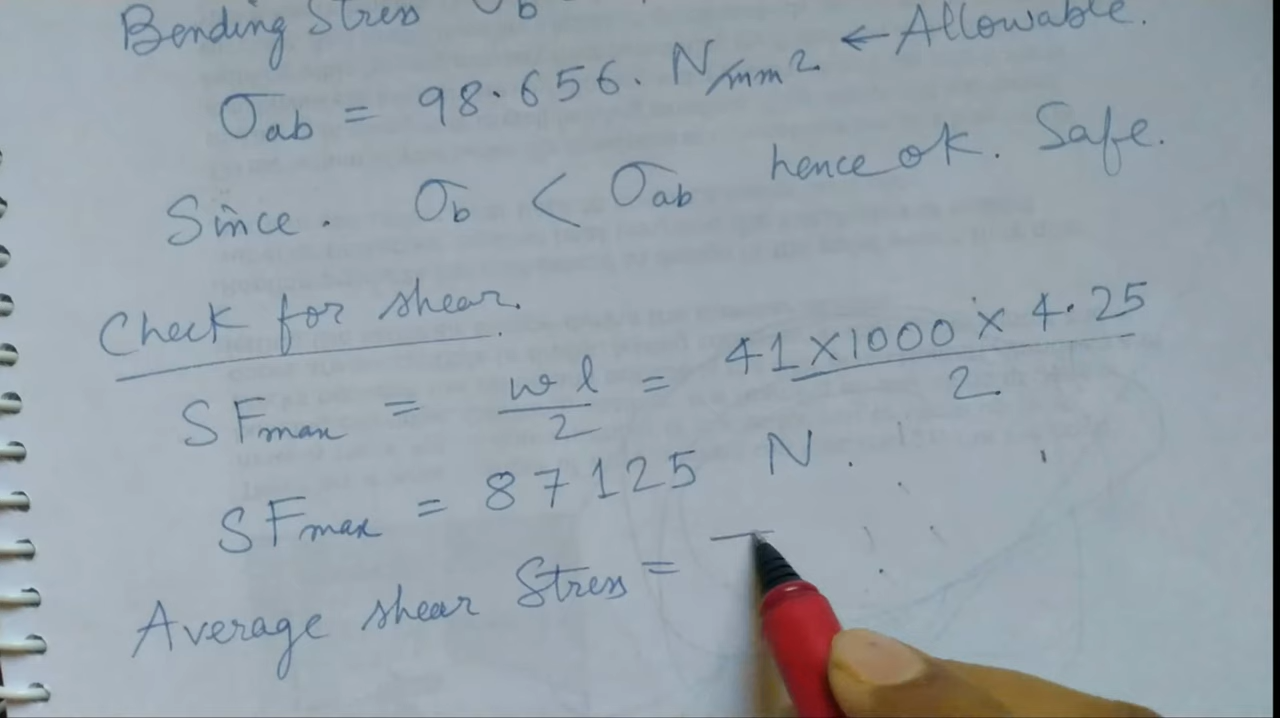 Bending Stress σb
σab = 98.656. N/mm² ← Allowable.
Since. σb < σab hence ok. Safe.
Check for shear.
SFmax = wl/2 = 41×1000×4.25/2
SFmax = 87125 N.
Average shear Stress =